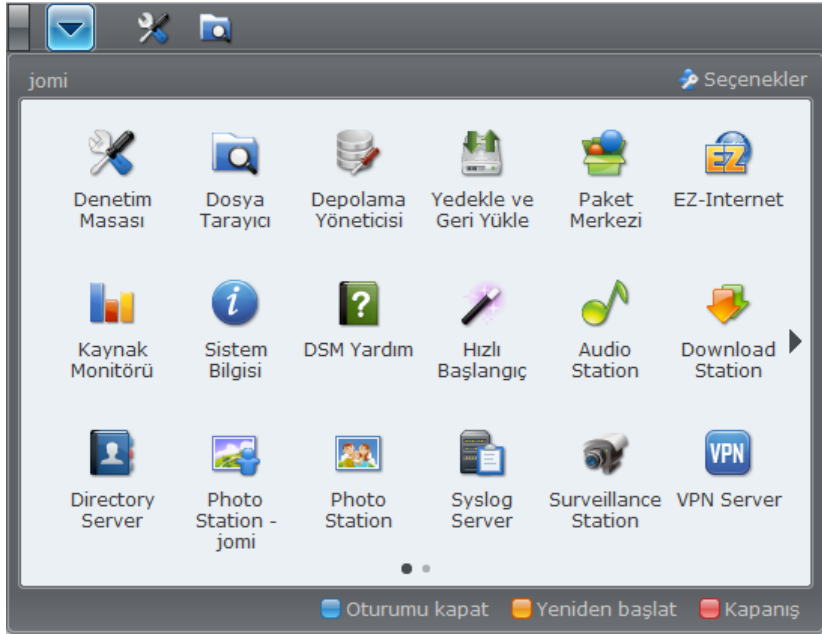 jomi
Seçenekler
Denetim Dosya Depolama Yedekle ve Paket EZ-Internet
Masası Tarayıcı Yöneticisi Geri Yükle Merkezi
EZ
Kaynak Sistem DSM Yardım Hızlı Audio Download
Monitörü Bilgisi Başlangıç Station Station
VPN
Directory Photo Photo Syslog Surveillance VPN Server
Server Station - Station Server Station
jomi
Oturumu kapat Yeniden başlat Kapanış